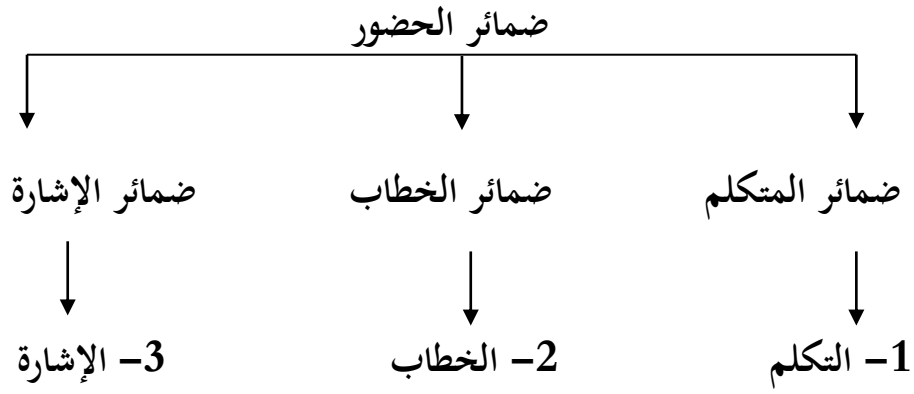 ضمائر الحضور
ضمائر المتكلم ضمائر الخطاب ضمائر الإشارة
1- التكلم 2- الخطاب 3- الإشارة